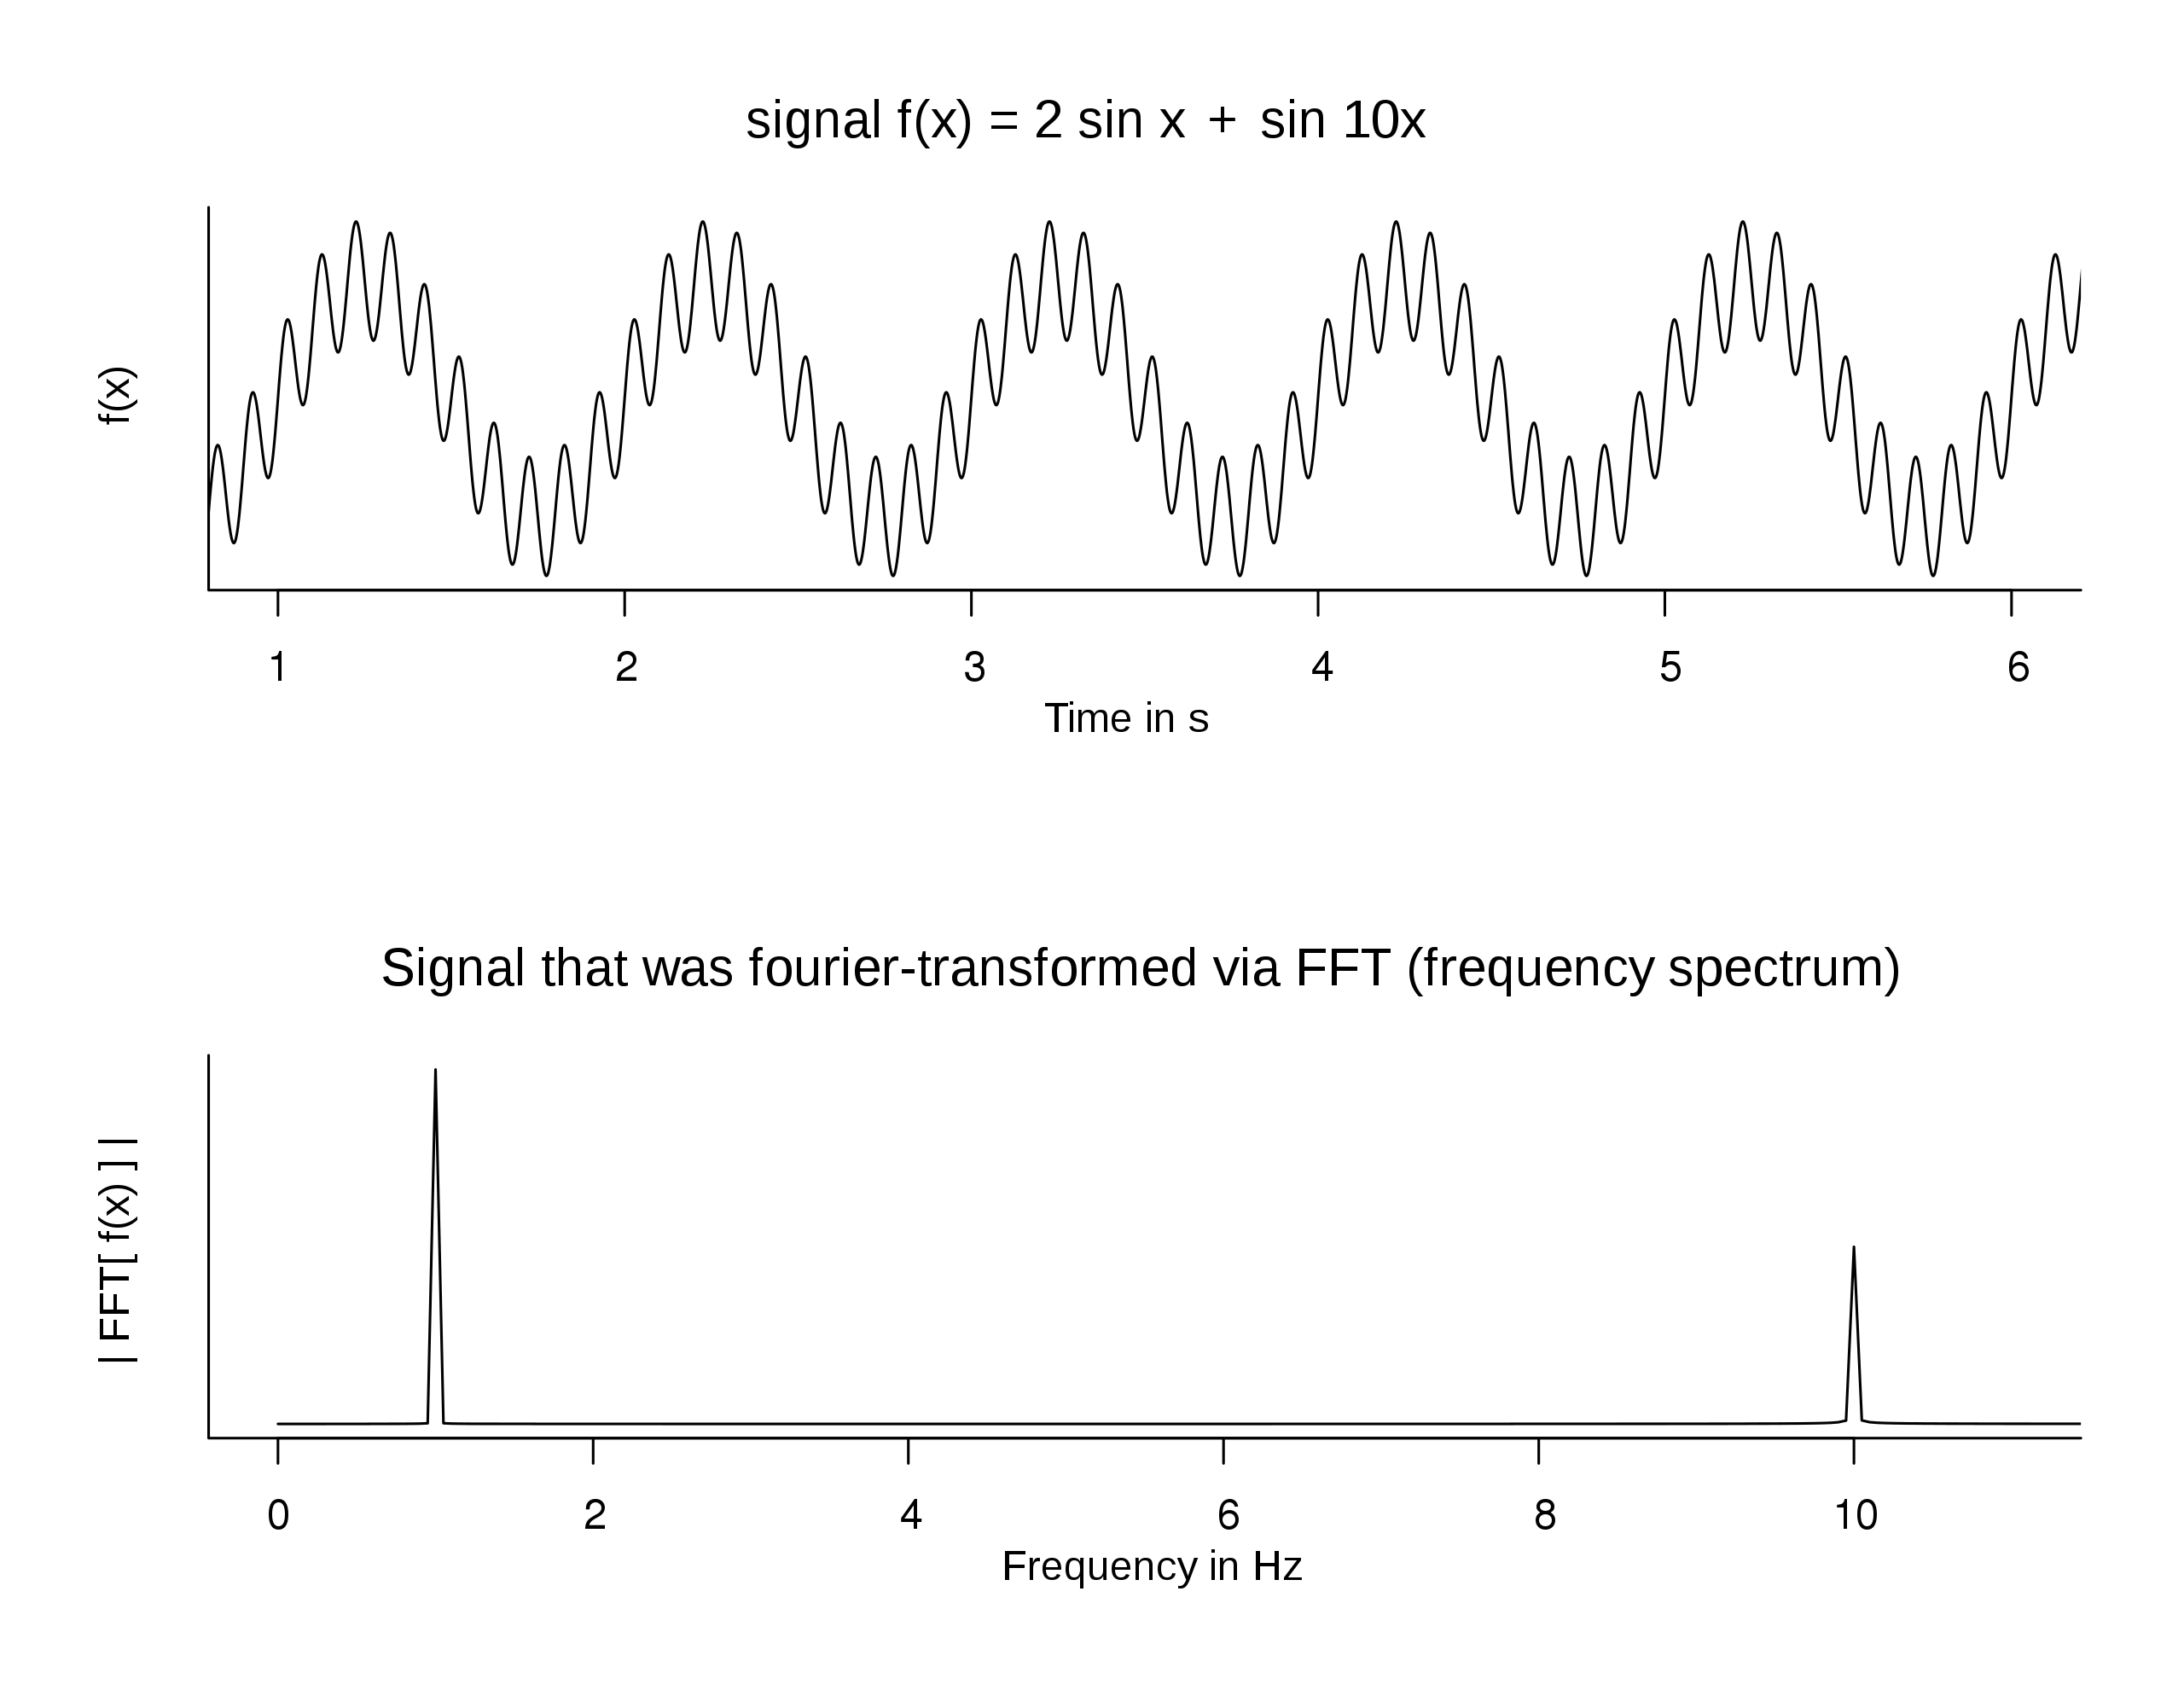 signal f(x) = 2 sin x + sin 10x
f(x)
1 2 3 4 5 6
Time in s
Signal that was fourier-transformed via FFT (frequency spectrum)
| FFT[ f(x) ] |
0 2 4 6 8 10
Frequency in Hz